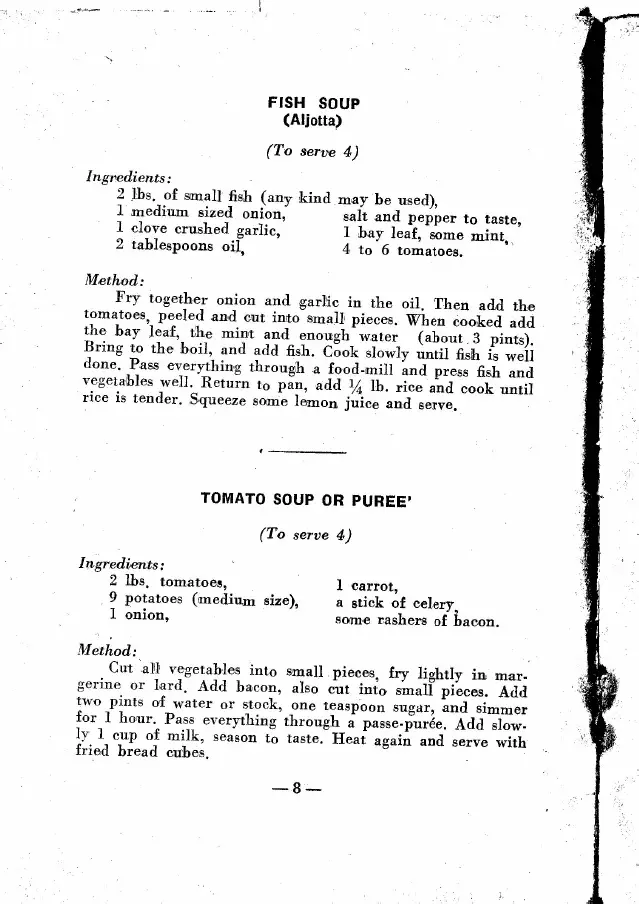 FISH SOUP
(Aljotta)
(To serve 4)
Ingredients:
2 lbs. of small fish (any kind may be used),
1 medium sized onion, salt and pepper to taste,
1 clove crushed garlic, 1 bay leaf, some mint,
2 tablespoons oil, 4 to 6 tomatoes.
Method:
Fry together onion and garlic in the oil. Then add the
tomatoes, peeled and cut into small pieces. When cooked add
the bay leaf, the mint and enough water (about 3 pints).
Bring to the boil, and add fish. Cook slowly until fish is well
done. Pass everything through a food-mill and press fish and
vegetables well. Return to pan, add ¼ lb. rice and cook until
rice is tender. Squeeze some lemon juice and serve.
TOMATO SOUP OR PUREE'
(To serve 4)
Ingredients:
2 lbs. tomatoes, 1 carrot,
9 potatoes (medium size), a stick of celery,
1 onion, some rashers of bacon.
Method:
Cut all vegetables into small pieces, fry lightly in mar-
gerine or lard. Add bacon, also cut into small pieces. Add
two pints of water or stock, one teaspoon sugar, and simmer
for 1 hour. Pass everything through a passe-purée. Add slow-
ly 1 cup of milk, season to taste. Heat again and serve with
fried bread cubes.
— 8 —